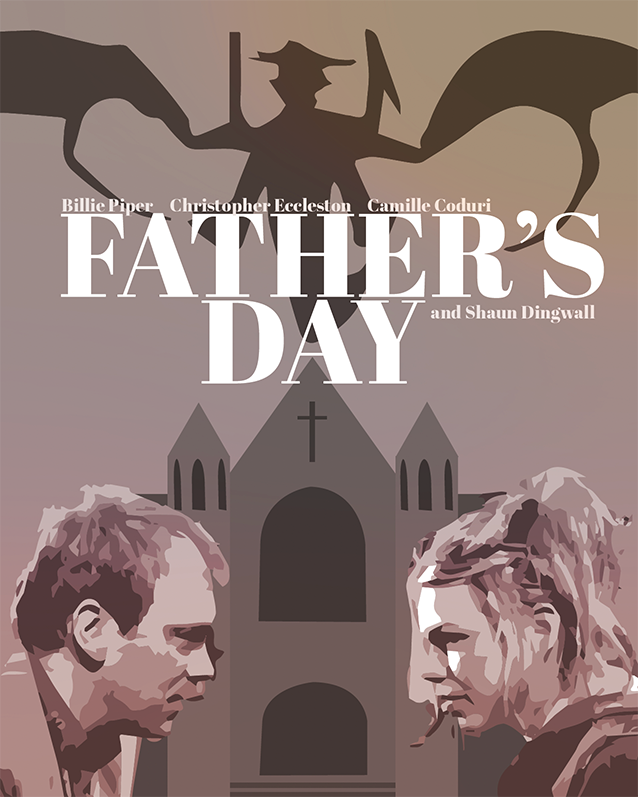 Billie Piper Christopher Eccleston Camille Coduri
FATHER'S
DAY
and Shaun Dingwall